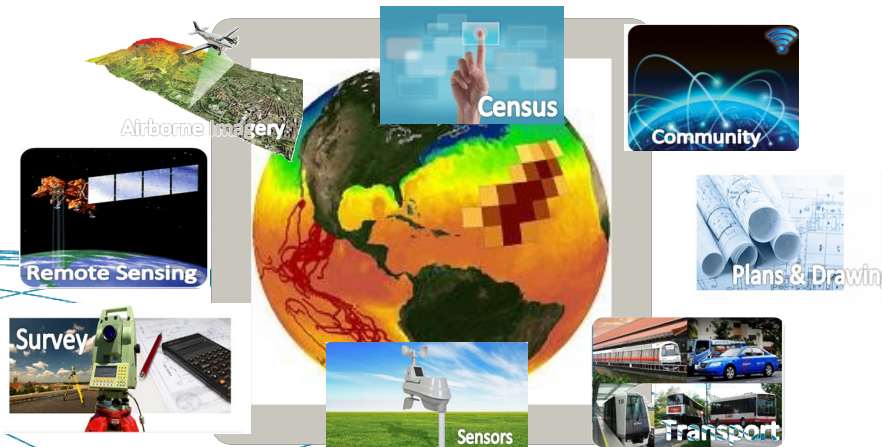 Census
Airborne Imagery
Community
Remote Sensing
Plans & Drawin
Survey
Sensors
Transport